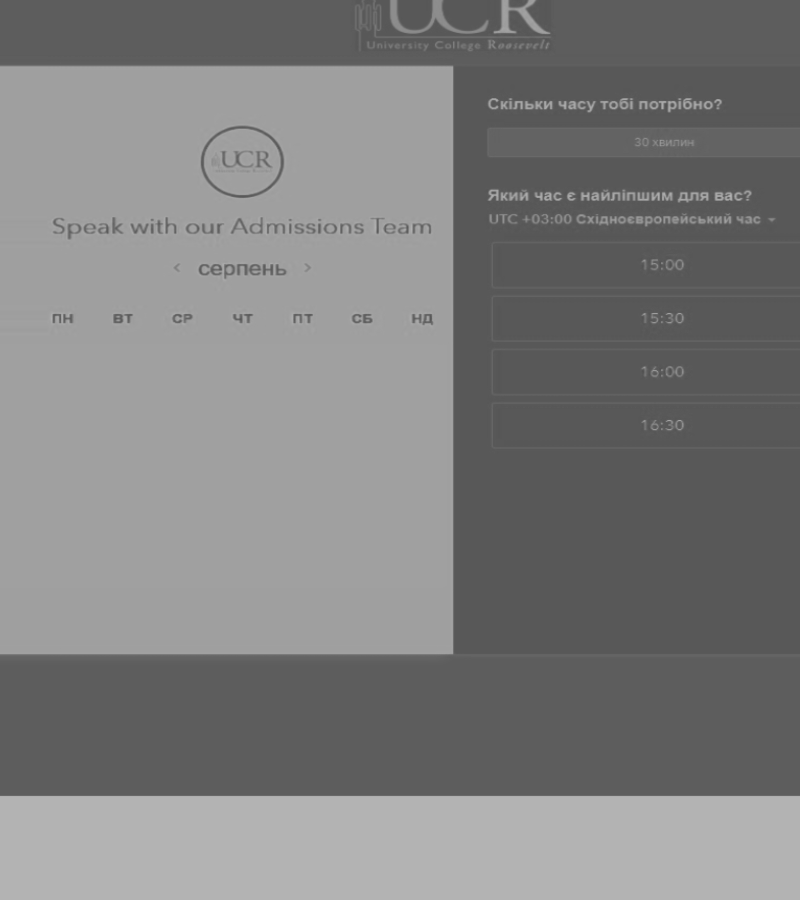 UCR
University College Roosevelt
UCR
Speak with our Admissions Team
< серпень >
ПН ВТ СР ЧТ ПТ СБ НД
Скільки часу тобі потрібно?
30 хвилин
Який час є найліпшим для вас?
UTC +03:00 Східноєвропейський час
15:00
15:30
16:00
16:30